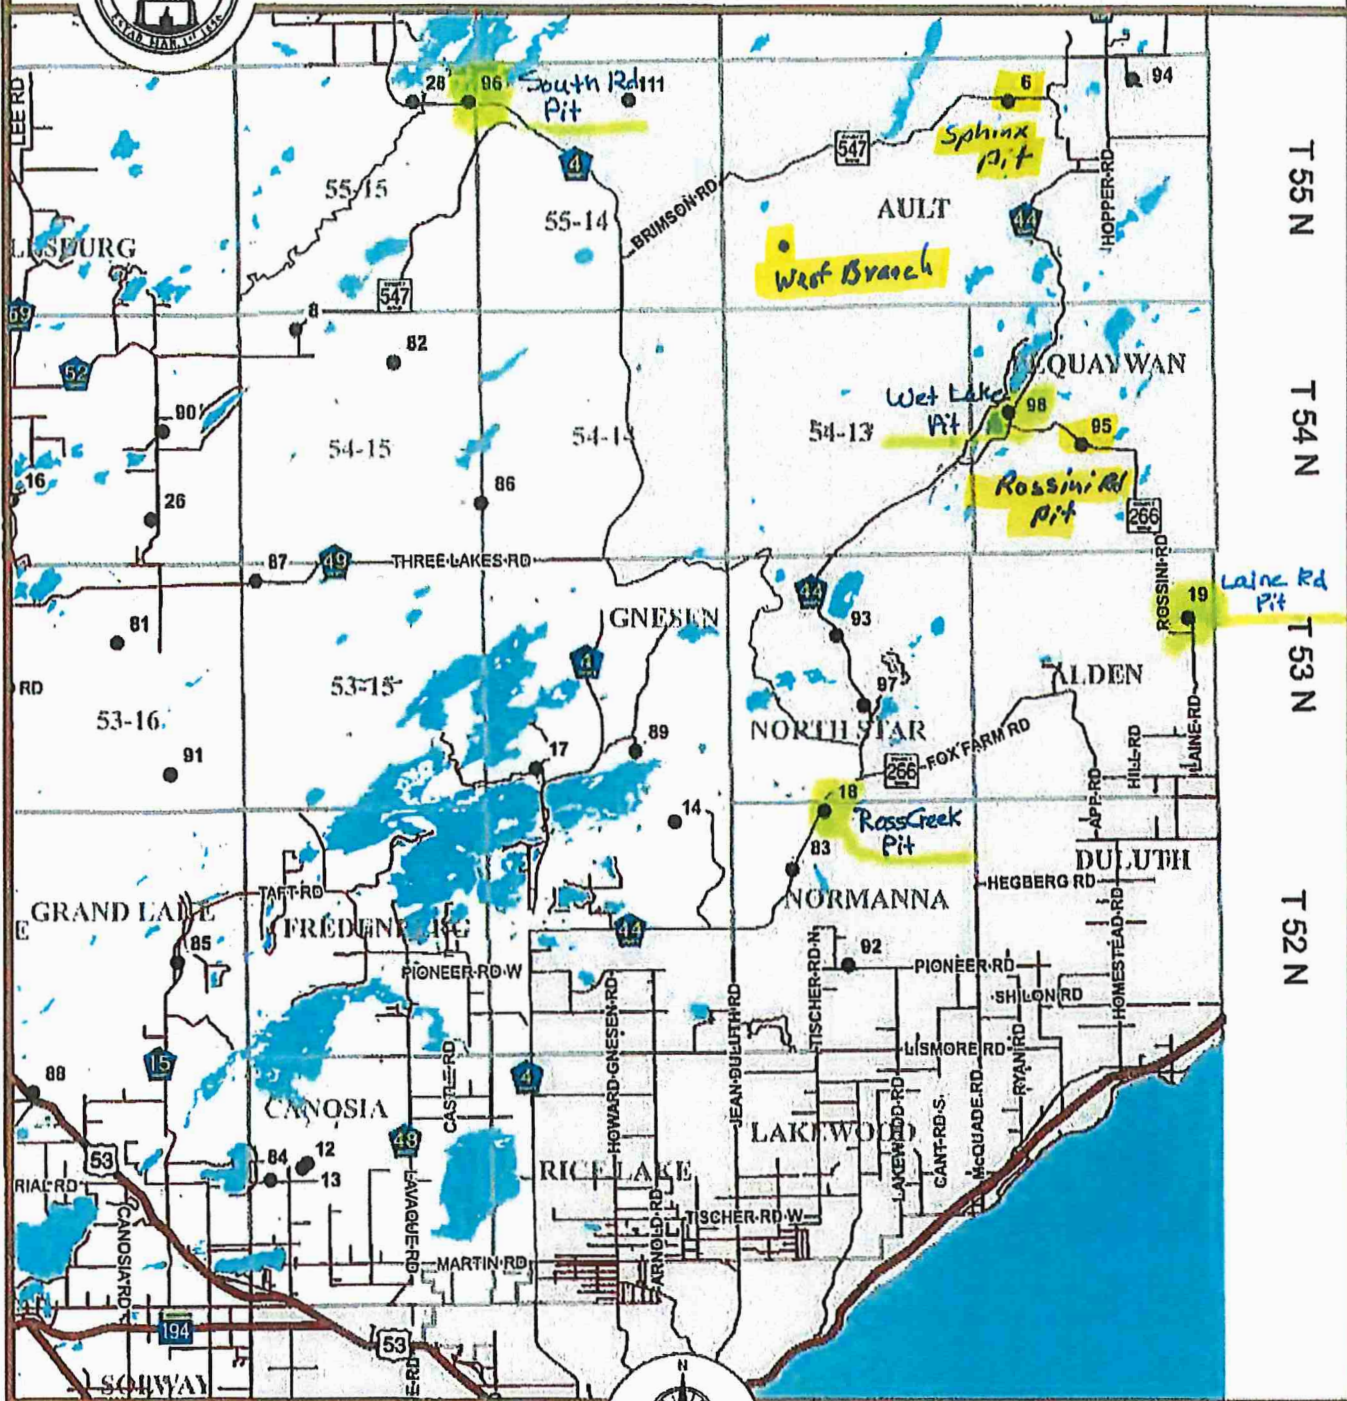 ESTAB. MAR. 1st 1856
LEE RD
28
96
South Rd
Pit
111
6
94
Sphinx
Pit
COUNTY
547
4
55-15
55-14
BRIMSON RD
AULT
44
HOPPER RD
T 55 N
West Branch
547
59
8
82
52
EQUAYWAN
Wet Lake
Pit
98
95
90
54-15
54-13
T 54 N
16
26
86
Rossini Rd
Pit
266
87
49
THREE LAKES RD
44
ROSSINI RD
19
Laine Rd
Pit
GNESEN
93
81
4
T 53 N
RD
53-15
97
ALDEN
53-16
NORTH STAR
89
91
17
266
FOX FARM RD
HILL RD
LAINE RD
APP RD
18
14
Ross Creek
Pit
83
DULUTH
TAFT RD
HEGBERG RD
NORMANNA
GRAND LAKE
FREDENBERG
E
44
T 52 N
85
92
PIONEER RD W
PIONEER RD
TISCHER RD N
HOMESTEAD RD
SHILON RD
HOWARD GNESEN RD
JEAN DULUTH RD
LISMORE RD
RYAN RD
15
4
88
CASTLE RD
CANOSIA
LAKEWOOD RD
CANT RD S.
McQUADE RD
48
LAKEWOOD
53
12
84
13
RICE LAKE
RIAL RD
CANOSIA RD
LAVAQUE RD
ARNOLD RD
TISCHER RD W
MARTIN RD
194
53
E RD
SOLWAY
N